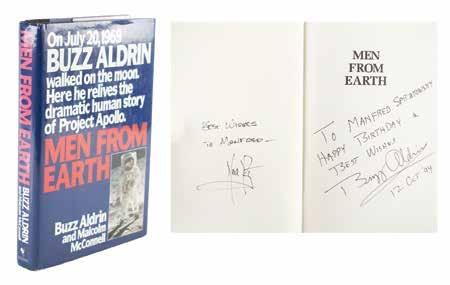 MEN FROM EARTH BUZZ ALDRIN
On July 20, 1969
BUZZ ALDRIN
walked on the moon.
Here he relives the
dramatic human story
of Project Apollo.
MEN FROM
EARTH
Buzz Aldrin
and Malcolm
McConnell
BEST WISHES
TO MANFRED
MEN
FROM
EARTH
TO MANFRED
HAPPY BIRTHDAY &
BEST WISHES
Buzz Aldrin
12 Oct 94